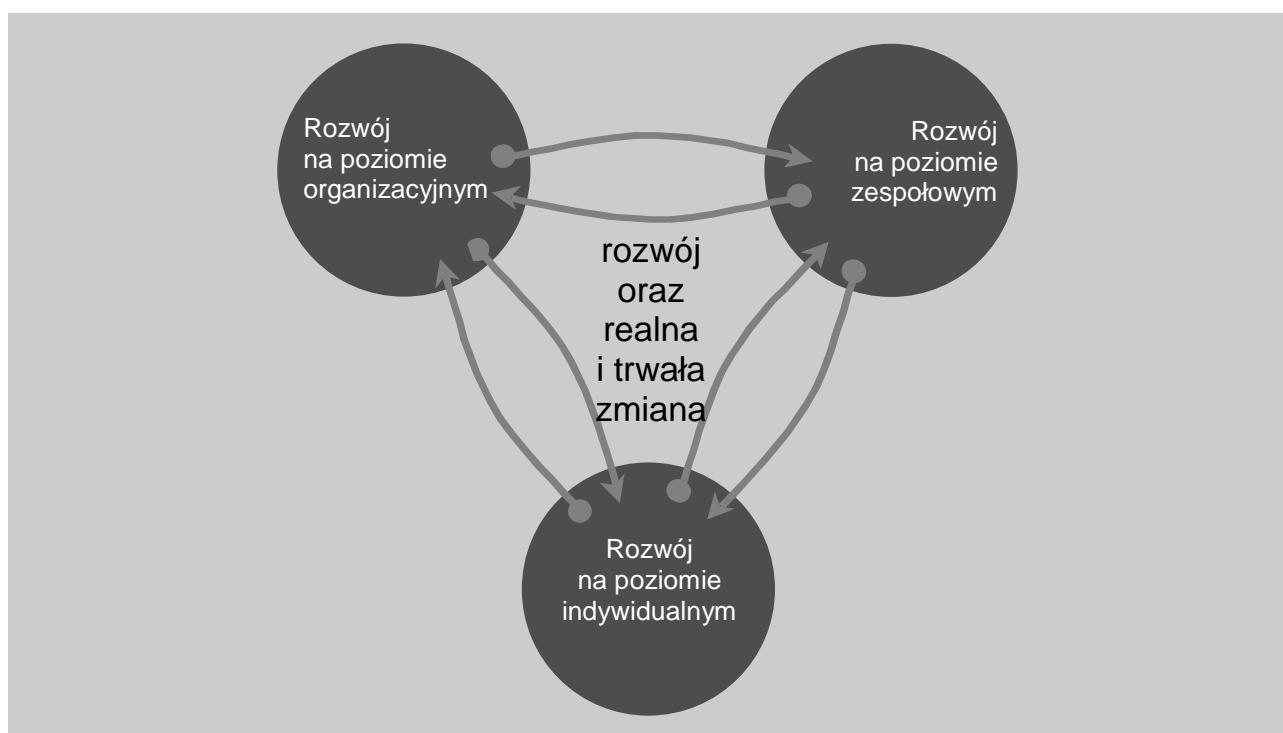 Rozwój
na poziomie
organizacyjnym
Rozwój
na poziomie
zespołowym
rozwój
oraz
realna
i trwała
zmiana
Rozwój
na poziomie
indywidualnym